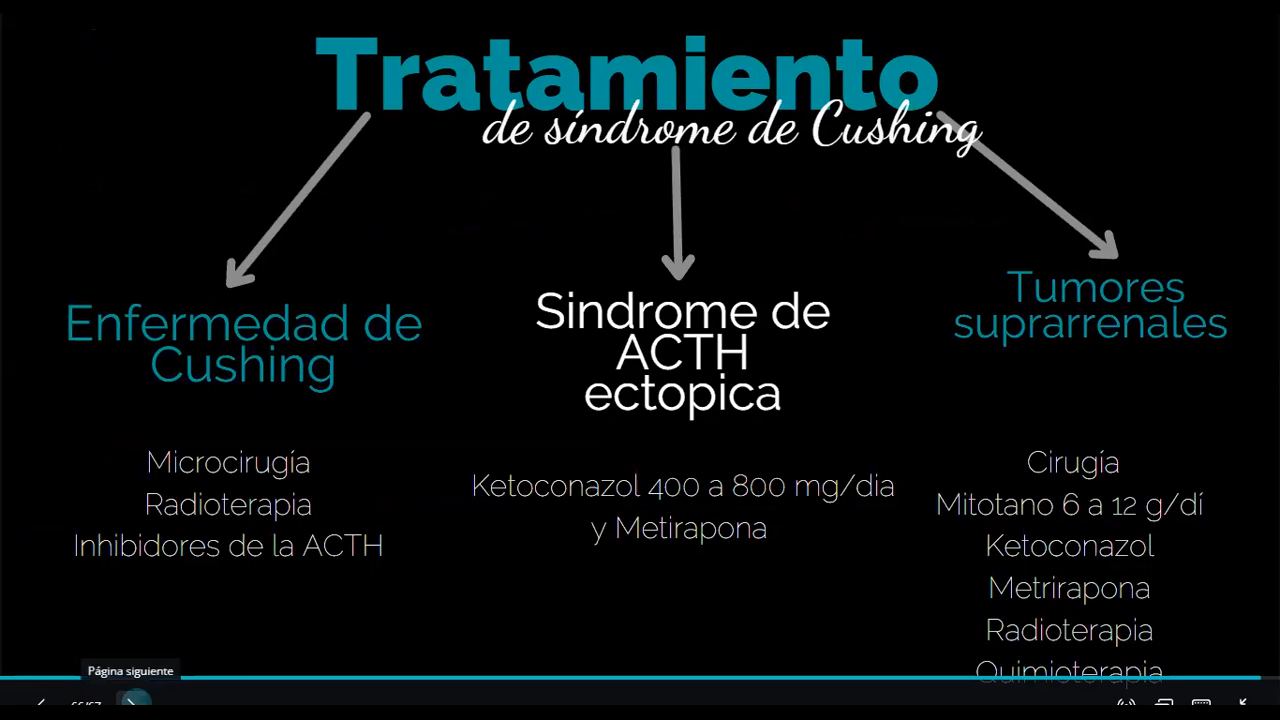 Tratamiento
de síndrome de Cushing
Enfermedad de
Cushing
Microcirugía
Radioterapia
Inhibidores de la ACTH
Sindrome de
ACTH
ectopica
Ketoconazol 400 a 800 mg/dia
y Metirapona
Tumores
suprarrenales
Cirugía
Mitotano 6 a 12 g/dí
Ketoconazol
Metrirapona
Radioterapia
Quimioterapia
Página siguiente